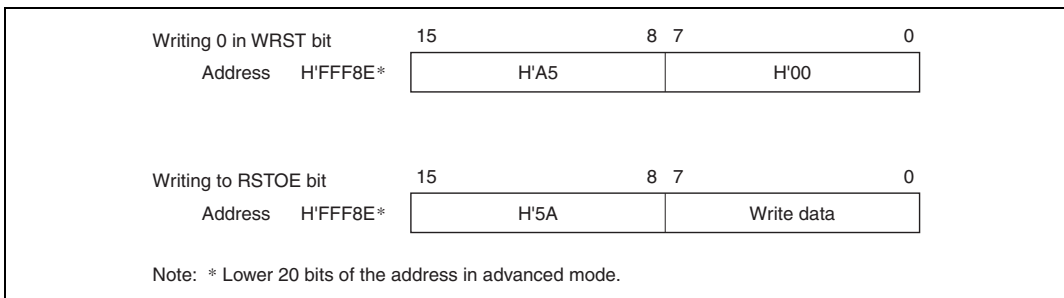 Writing 0 in WRST bit 15 8 7 0
Address H'FFF8E* H'A5 H'00
Writing to RSTOE bit 15 8 7 0
Address H'FFF8E* H'5A Write data
Note: * Lower 20 bits of the address in advanced mode.